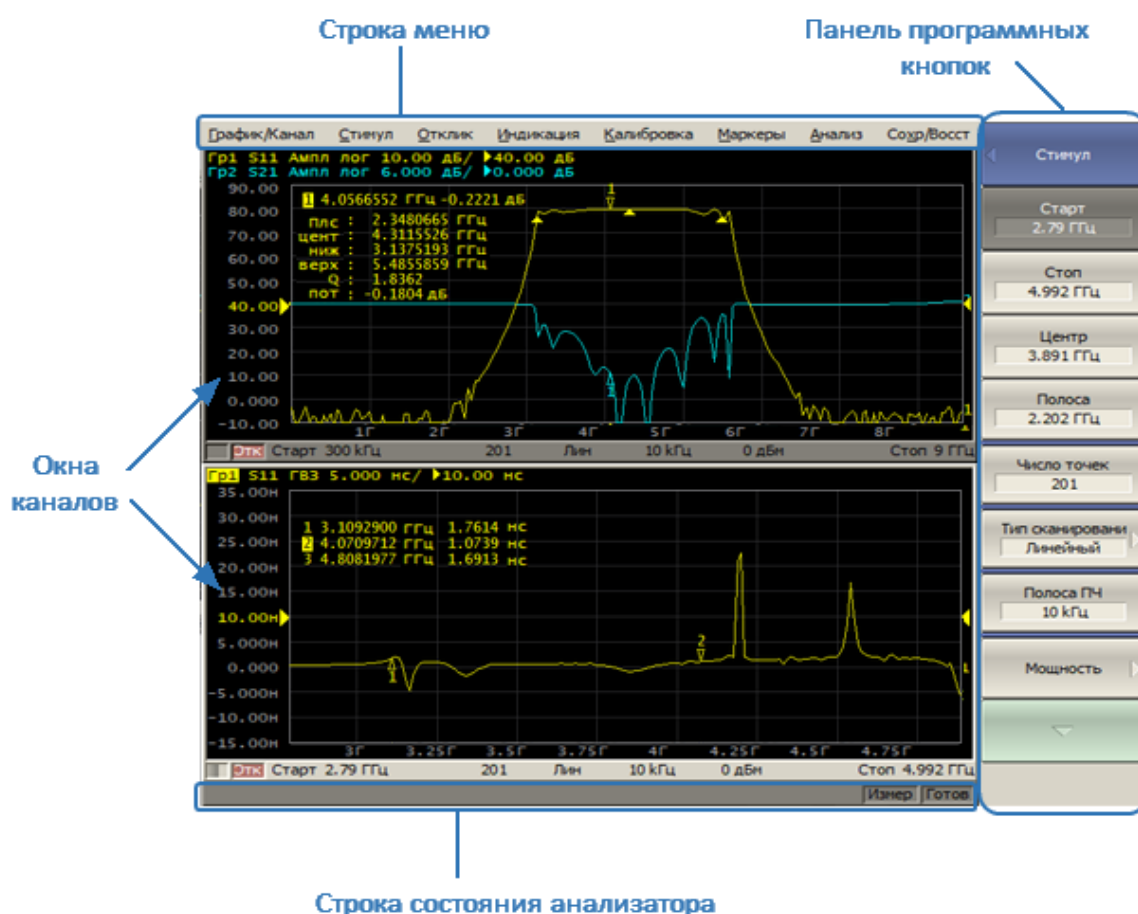 Строка меню
Панель программных
кнопок
График/Канал Стимул Отклик Индикация Калибровка Маркеры Анализ Сохр/Восст
Гр1 S11 Ампл лог 10.00 дБ/ 40.00 дБ
Гр2 S21 Ампл лог 6.000 дБ/ 0.000 дБ
90.00
80.00
70.00
60.00
50.00
40.00
30.00
20.00
10.00
0.000
-10.00
1 4.0566552 ГГц -0.2221 дБ
плс : 2.3480665 ГГц
цент : 4.3115526 ГГц
ниж : 3.1375193 ГГц
верх : 5.4855859 ГГц
Q : 1.8362
пот : -0.1804 дБ
1
1
1Г 2Г 3Г 4Г 5Г 6Г 7Г 8Г
Отк Старт 300 kГц 201 Лин 10 kГц 0 дБм Стоп 9 ГГц
Гр1 S11 ГВЗ 5.000 нс/ 10.00 нс
35.00н
30.00н
25.00н
20.00н
15.00н
10.00н
5.000н
0.000
-5.000н
-10.00н
-15.00н
1 3.1092900 ГГц 1.7614 нс
2 4.0709712 ГГц 1.0739 нс
3 4.8081977 ГГц 1.6913 нс
1
2
3Г 3.25Г 3.5Г 3.75Г 4Г 4.25Г 4.5Г 4.75Г
Отк Старт 2.79 ГГц 201 Лин 10 kГц 0 дБм Стоп 4.992 ГГц
Измер Готов
Стимул
Старт
2.79 ГГц
Стоп
4.992 ГГц
Центр
3.891 ГГц
Полоса
2.202 ГГц
Число точек
201
Тип сканировани
Линейный
Полоса ПЧ
10 kГц
Мощность
Окна
каналов
Строка состояния анализатора